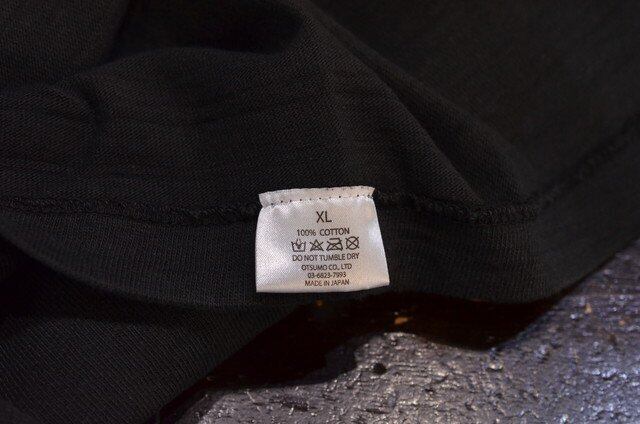 XL
100% COTTON
DO NOT TUMBLE DRY
OTSUMO CO., LTD
03-6823-7993
MADE IN JAPAN